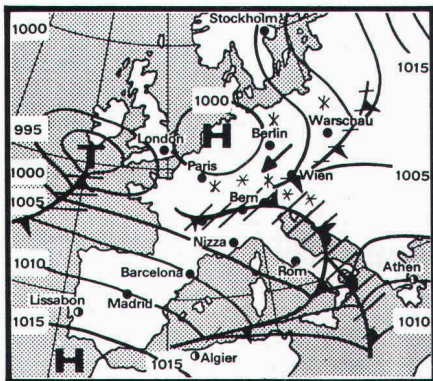 Stockholm
1000
1015
1000
995
H
Warschau
London
Berlin
T
Paris
1000
Wien
1005
1005
Bern
Nizza
1010
Barcelona
Rom
Athen
Lissabon
Madrid
1015
1010
H
1015
Algier